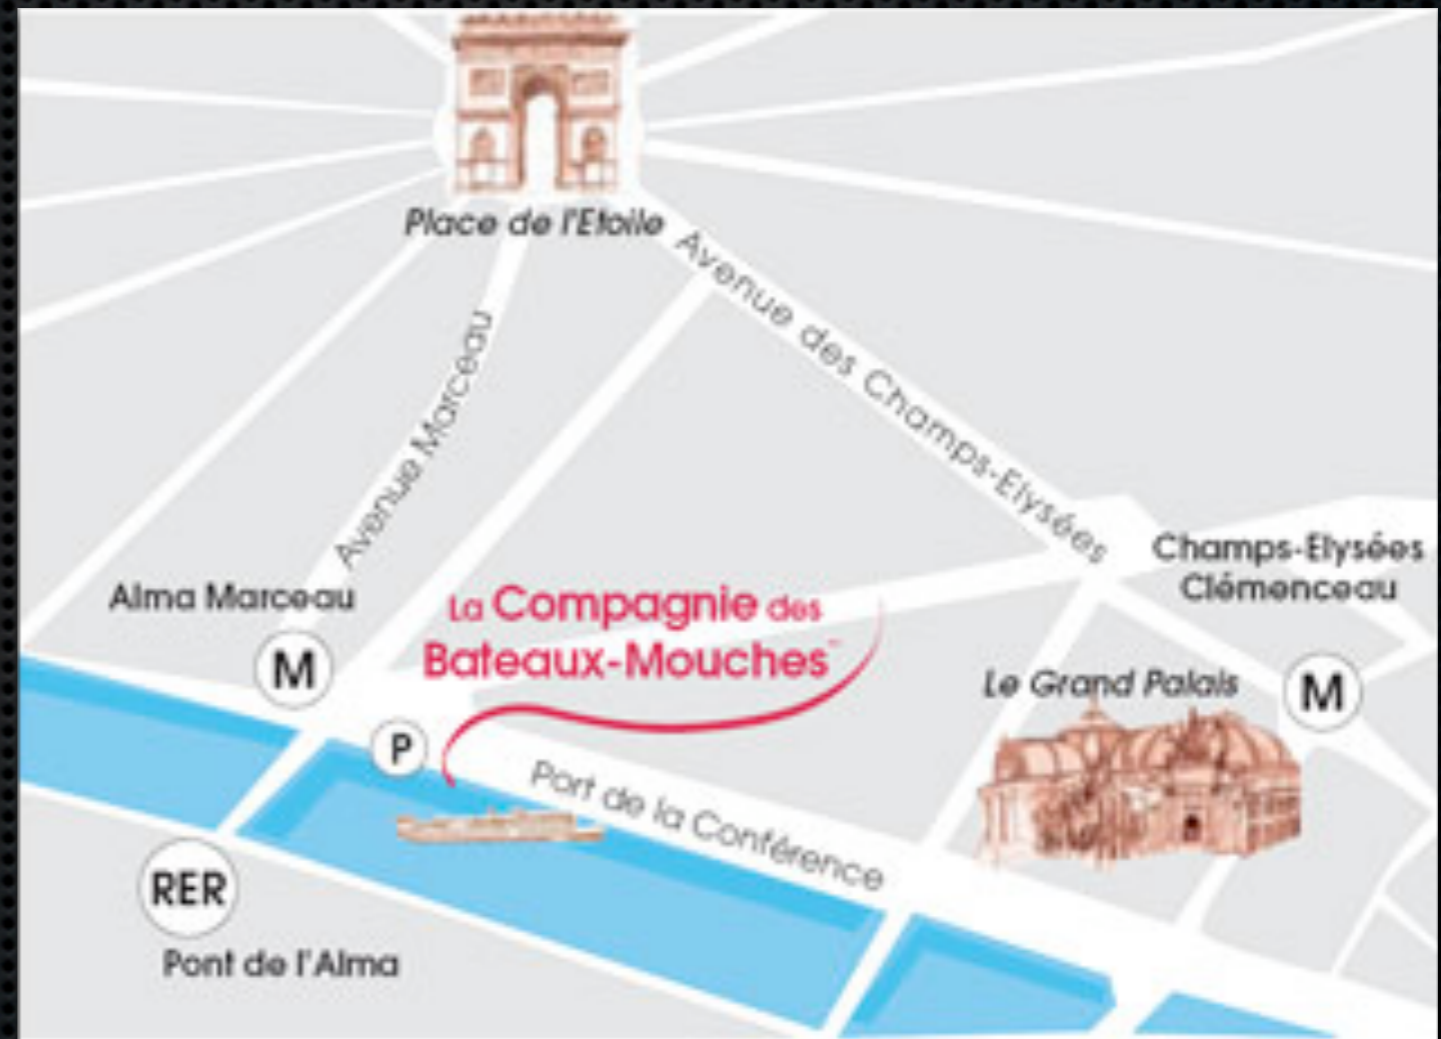 Place de l'Etoile
Avenue des Champs-Elysées
Avenue Marceau
Champs-Elysées
Clémenceau
Alma Marceau
La Compagnie des
Bateaux-Mouches
M
Le Grand Palais
M
P
Port de la Conférence
RER
Pont de l'Alma